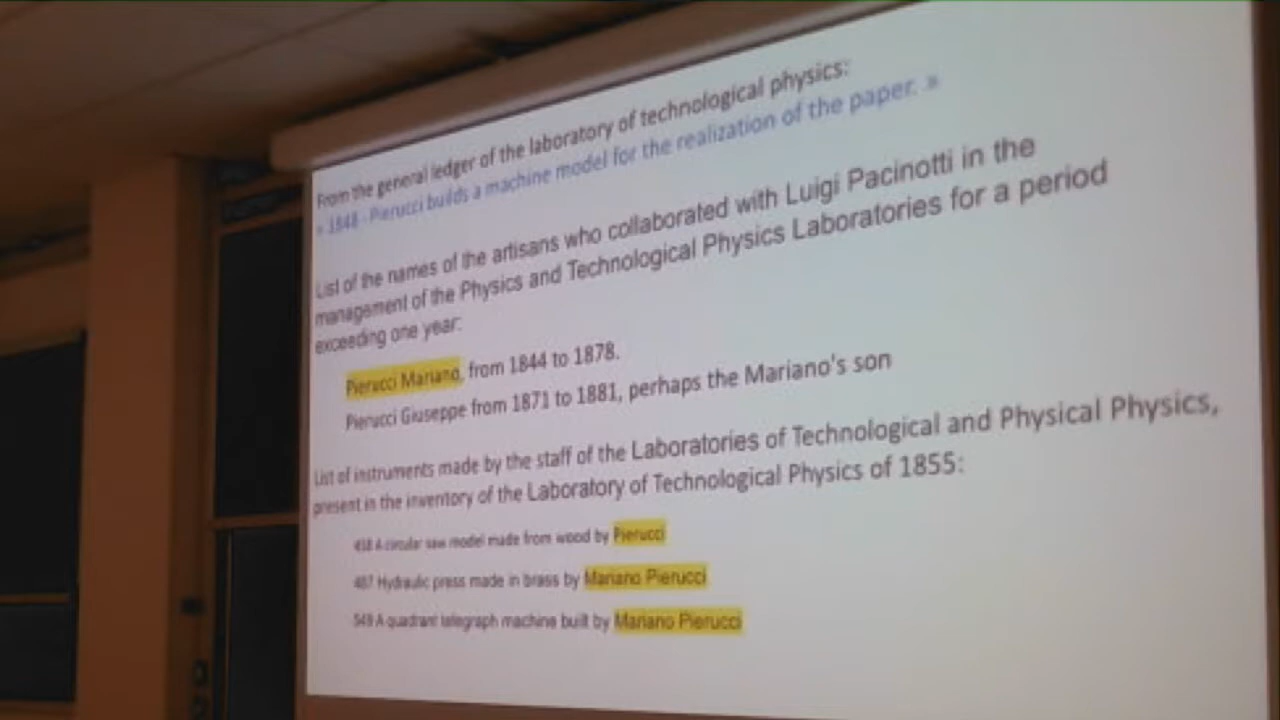 From the general ledger of the laboratory of technological physics:
« 1848 - Pierucci builds a machine model for the realization of the paper. »
List of the names of the artisans who collaborated with Luigi Pacinotti in the
management of the Physics and Technological Physics Laboratories for a period
exceeding one year:
Pierucci Mariano, from 1844 to 1878.
Pierucci Giuseppe from 1871 to 1881, perhaps the Mariano's son
List of instruments made by the staff of the Laboratories of Technological and Physical Physics,
present in the inventory of the Laboratory of Technological Physics of 1855:
A circular saw model made from wood by Pierucci
467 Hydraulic press made in brass by Mariano Pierucci
549 A quadrant telegraph machine built by Mariano Pierucci